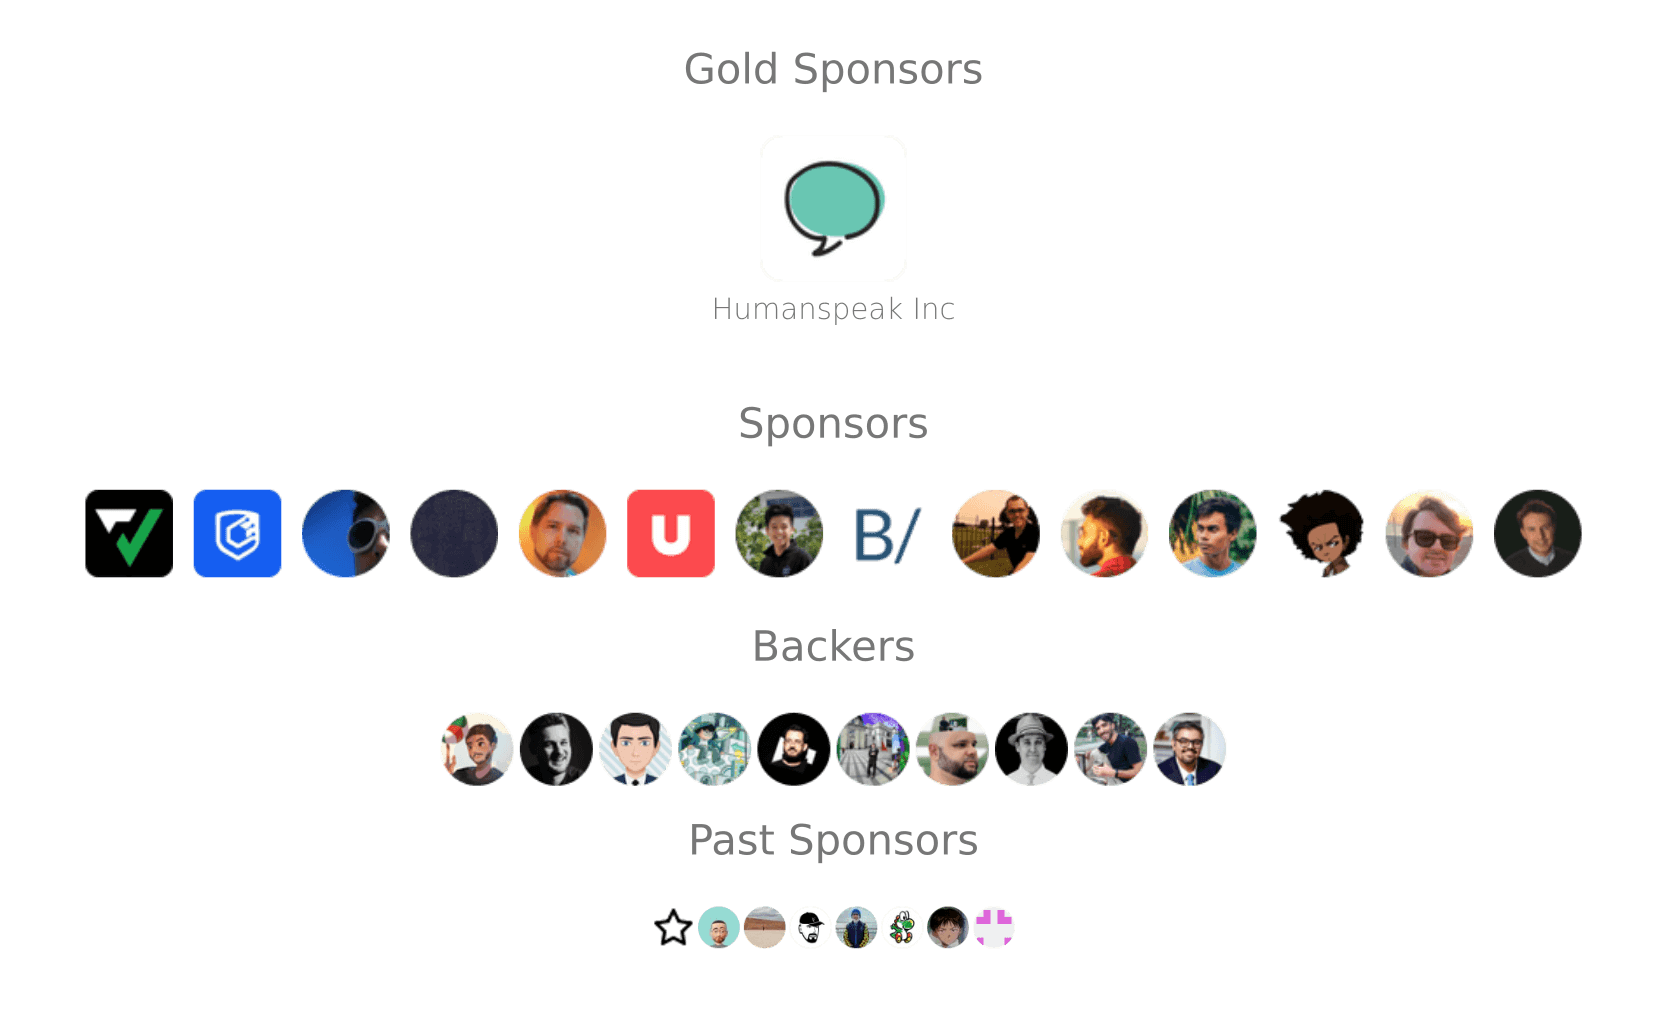 Gold Sponsors
Humanspeak Inc
Sponsors
U
B/
Backers
Past Sponsors